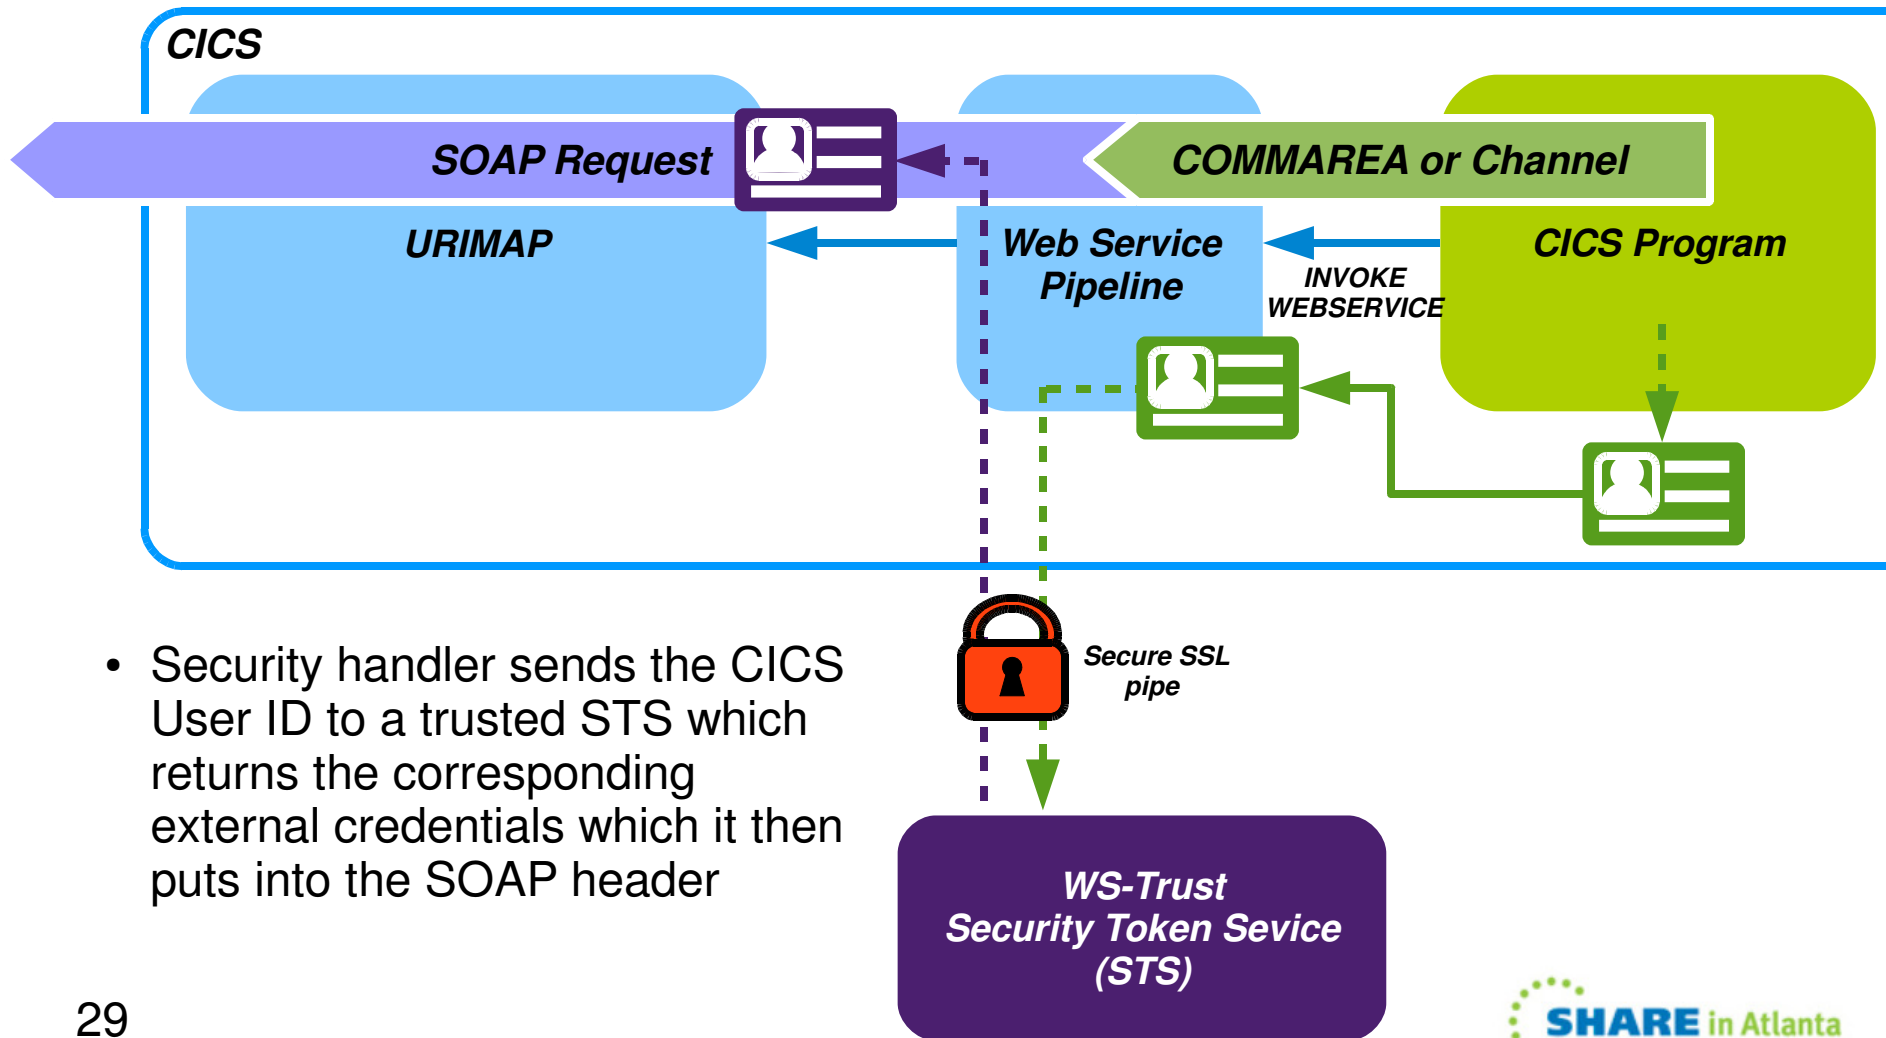 CICS
SOAP Request
COMMAREA or Channel
URIMAP
Web Service
Pipeline
INVOKE
WEBSERVICE
CICS Program
Secure SSL
pipe
• Security handler sends the CICS
User ID to a trusted STS which
returns the corresponding
external credentials which it then
puts into the SOAP header
WS-Trust
Security Token Sevice
(STS)
29
SHARE in Atlanta